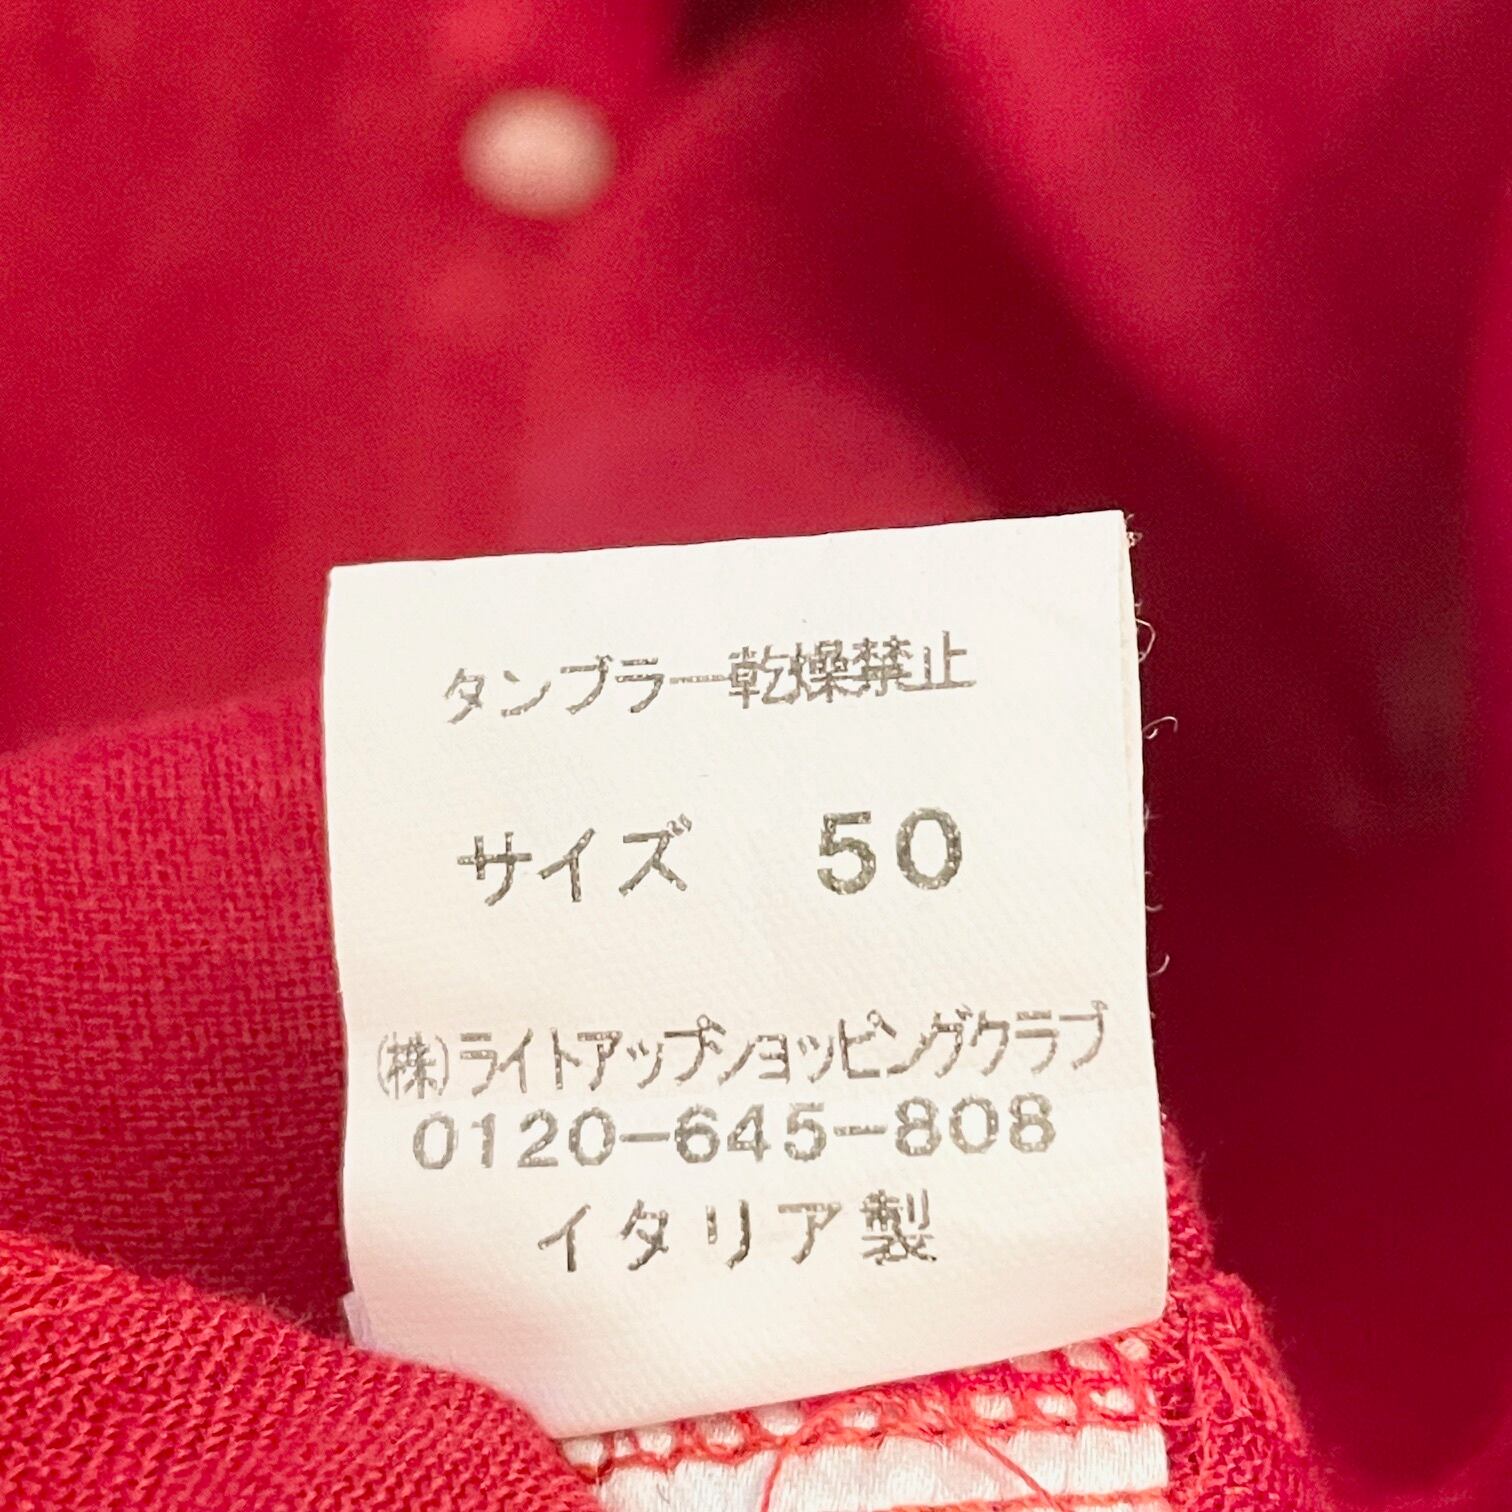 タンブラー乾燥禁止
サイズ 50
(株)ライトアップショッピングクラブ
0120-645-808
イタリア製